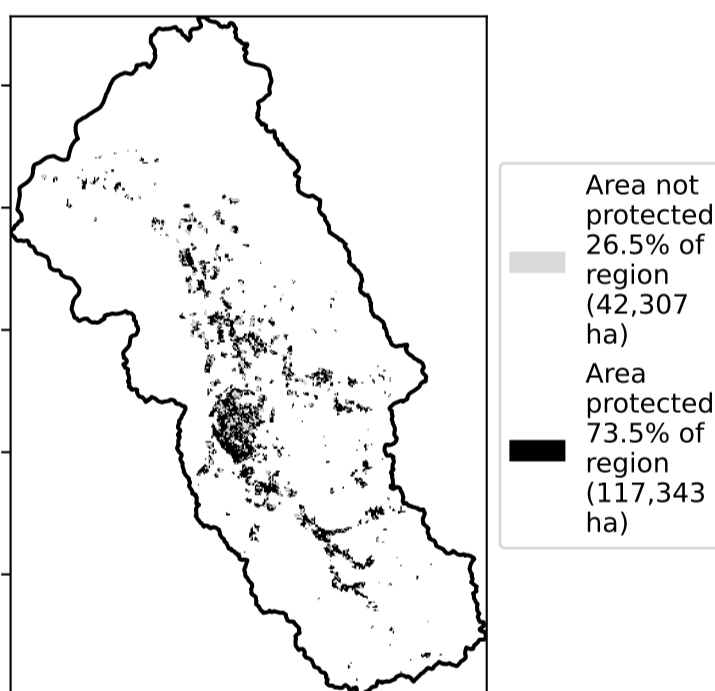 Area not
protected
26.5% of
region
(42,307
ha)
Area
protected
73.5% of
region
(117,343
ha)